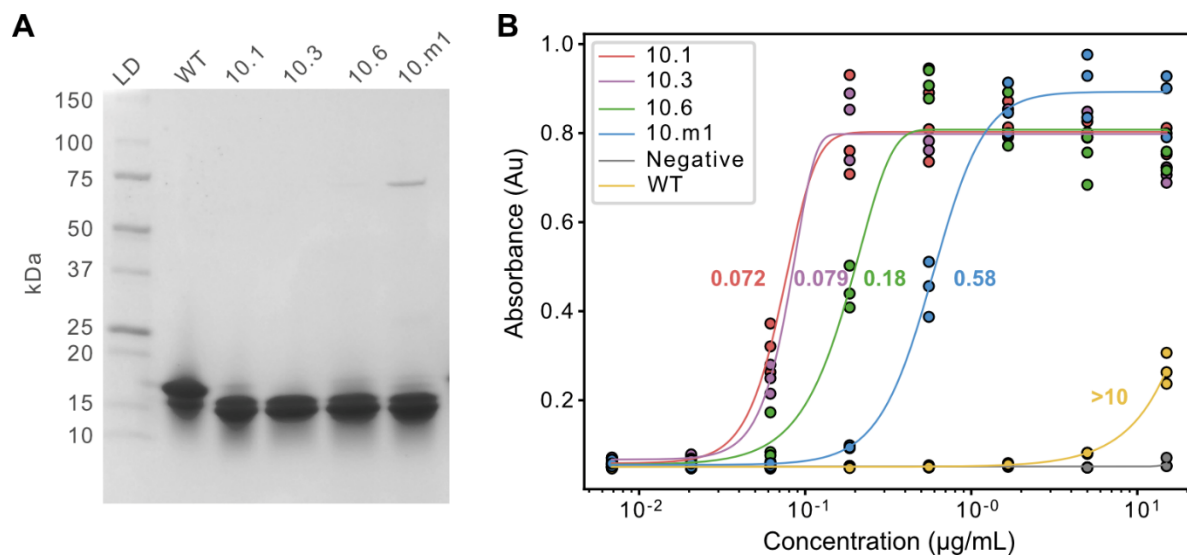 A
LD
WT
10.1
10.3
10.6
10.m1
kDa
150
100
75
50
37
25
20
15
10
B
10.1
10.3
10.6
10.m1
Negative
WT
0.072
0.079
0.18
0.58
>10
Absorbance (Au)
1.0
0.8
0.6
0.4
0.2
10⁻²
10⁻¹
10⁻⁰
10¹
Concentration (µg/mL)